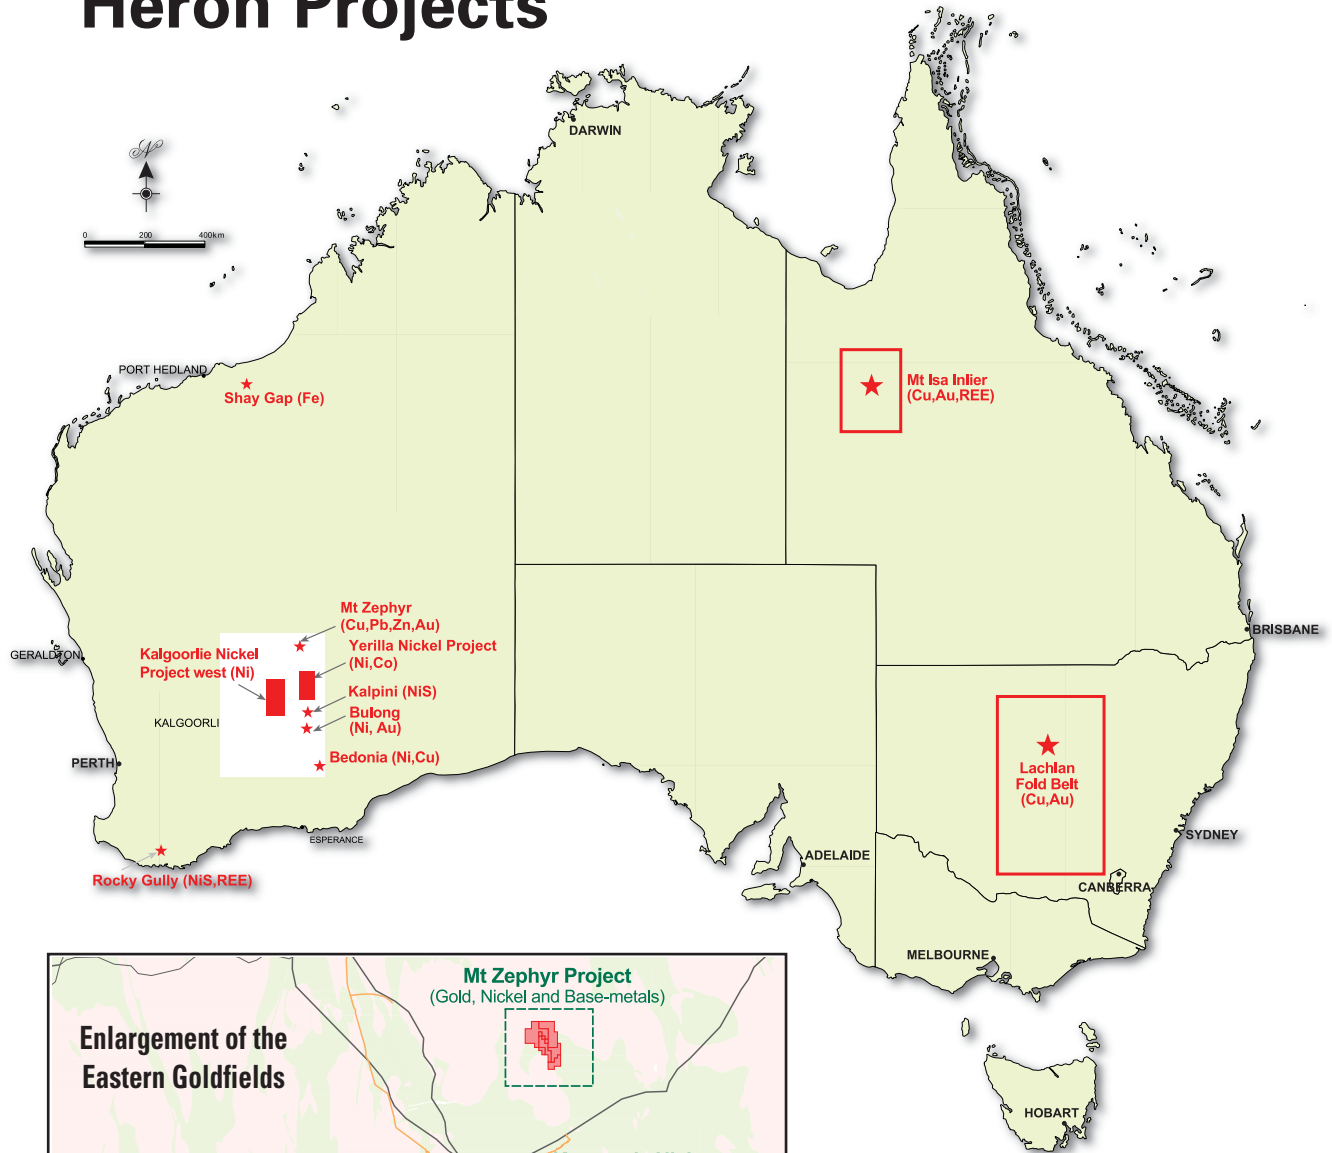 Heron Projects
DARWIN
0 200 400km
PORT HEDLAND
Shay Gap (Fe)
Mt Isa Inlier
(Cu,Au,REE)
Mt Zephyr
(Cu,Pb,Zn,Au)
Yerilla Nickel Project
(Ni,Co)
Kalgoorlie Nickel
Project west (Ni)
GERALDTON
BRISBANE
Kalpini (NiS)
Bulong
(Ni, Au)
KALGOORLI
Bedonia (Ni,Cu)
PERTH
Lachlan
Fold Belt
(Cu,Au)
ESPERANCE
SYDNEY
ADELAIDE
Rocky Gully (NiS,REE)
CANBERRA
MELBOURNE
Mt Zephyr Project
(Gold, Nickel and Base-metals)
Enlargement of the
Eastern Goldfields
HOBART